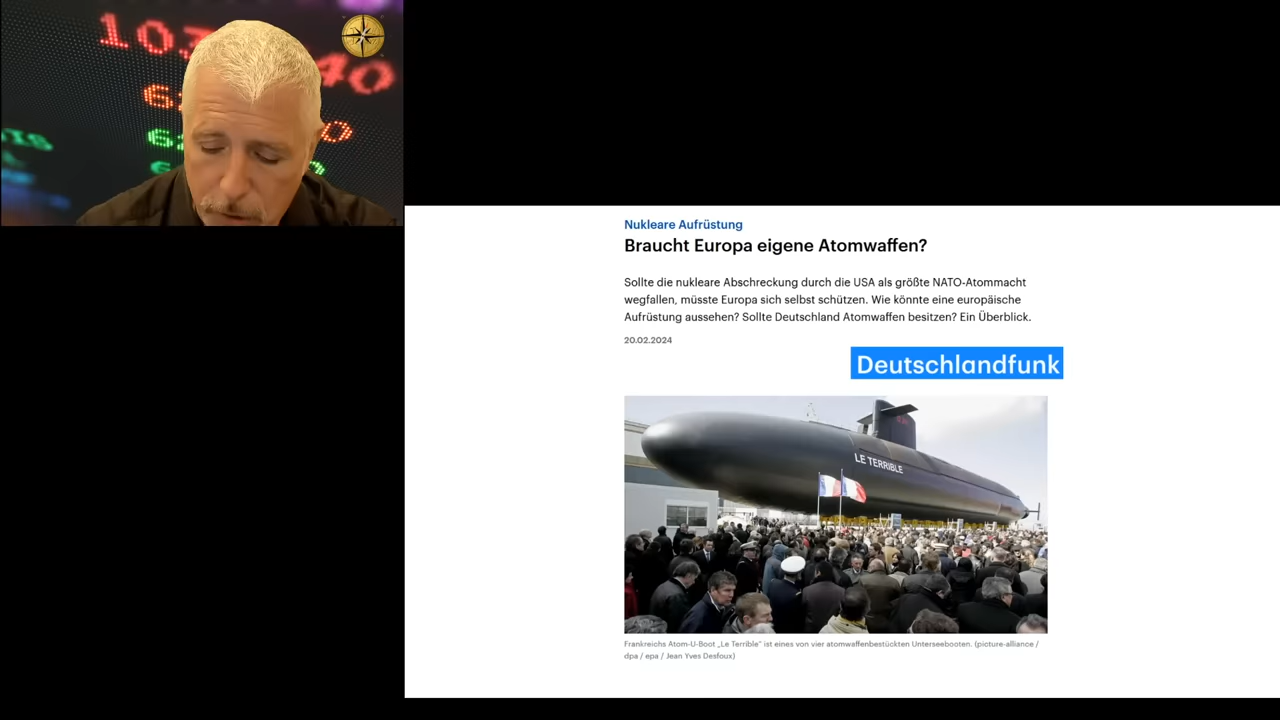 Nukleare Aufrüstung
Braucht Europa eigene Atomwaffen?
Sollte die nukleare Abschreckung durch die USA als größte NATO-Atommacht
wegfallen, müsste Europa sich selbst schützen. Wie könnte eine europäische
Aufrüstung aussehen? Sollte Deutschland Atomwaffen besitzen? Ein Überblick.
20.02.2024
Deutschlandfunk
LE TERRIBLE
Frankreichs Atom-U-Boot „Le Terrible" ist eines von vier atomwaffenbestückten Unterseebooten. (picture-alliance /
dpa / epa / Jean Yves Desfoux)